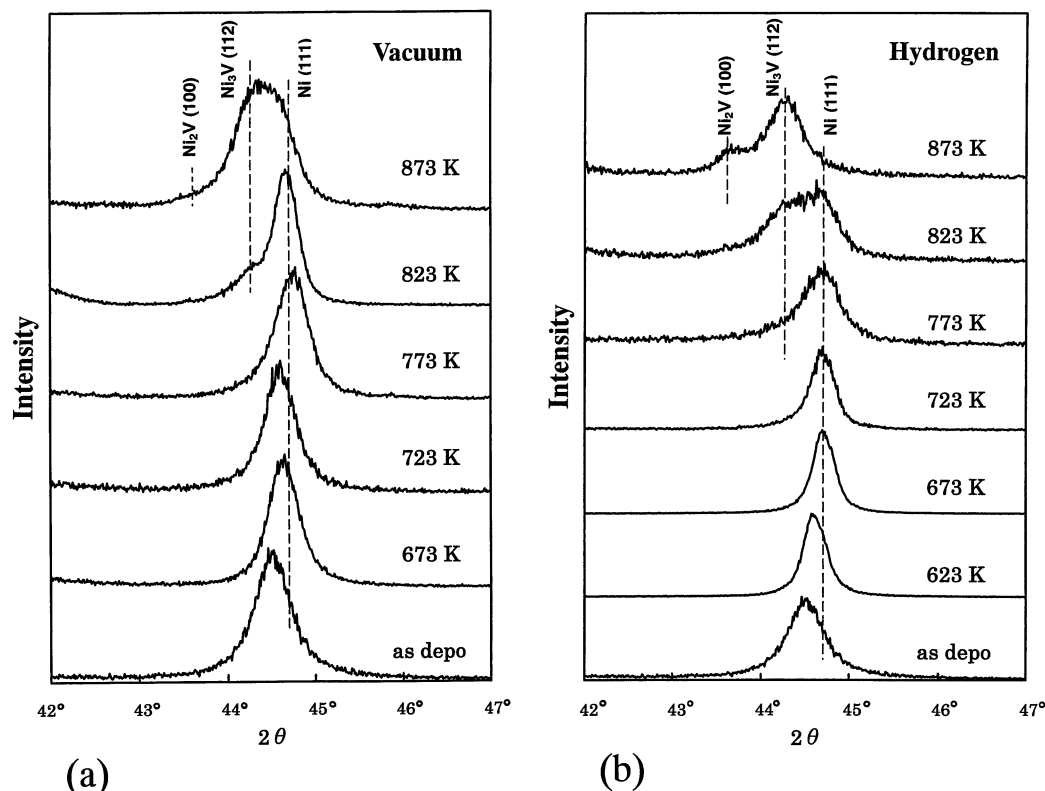 Vacuum
Ni₂V (100)
Ni₃V (112)
Ni (111)
873 K
823 K
773 K
723 K
673 K
as depo
Intensity
42° 43° 44° 45° 46° 47°
2θ
(a)
Hydrogen
Ni₂V (100)
Ni₃V (112)
Ni (111)
873 K
823 K
773 K
723 K
673 K
623 K
as depo
Intensity
42° 43° 44° 45° 46° 47°
2θ
(b)